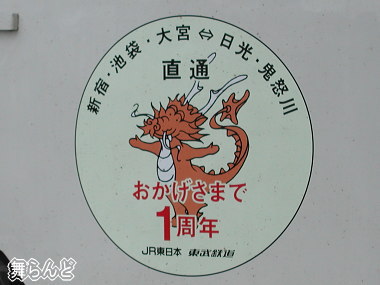 新宿・池袋・大宮⇔日光・鬼怒川
直通
おかげさまで
1周年
JR東日本 東武鉄道
舞らんど